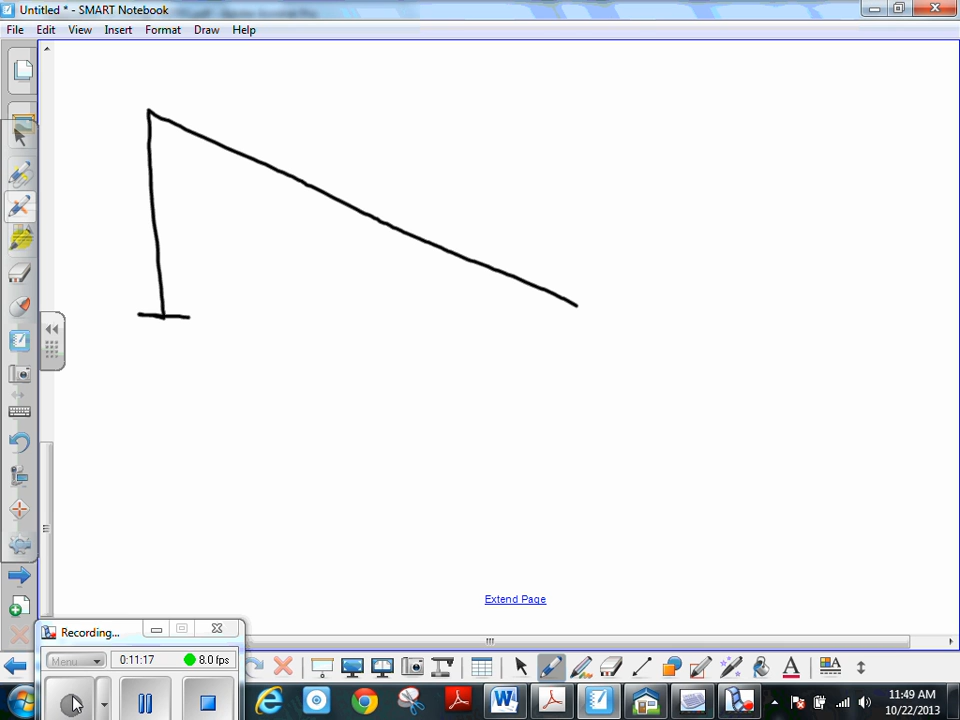 Untitled * - SMART Notebook
File Edit View Insert Format Draw Help
Extend Page
Recording...
Menu 0:11:17 8.0 fps
11:49 AM
10/22/2013